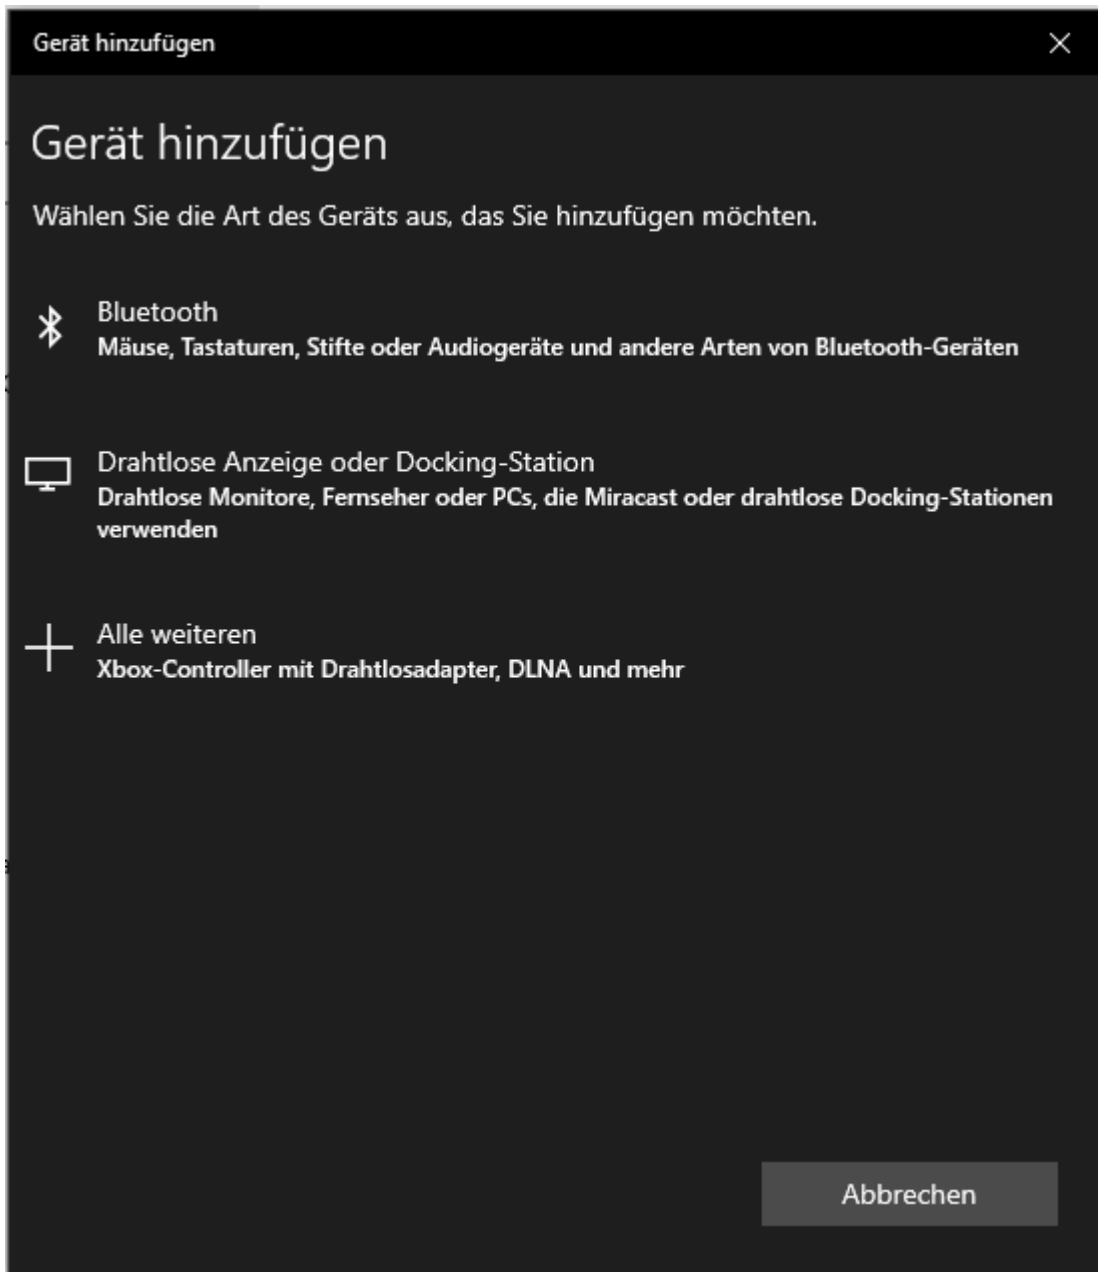 Gerät hinzufügen
Gerät hinzufügen
Wählen Sie die Art des Geräts aus, das Sie hinzufügen möchten.
Bluetooth
Mäuse, Tastaturen, Stifte oder Audiogeräte und andere Arten von Bluetooth-Geräten
Drahtlose Anzeige oder Docking-Station
Drahtlose Monitore, Fernseher oder PCs, die Miracast oder drahtlose Docking-Stationen
verwenden
Alle weiteren
Xbox-Controller mit Drahtlosadapter, DLNA und mehr
Abbrechen